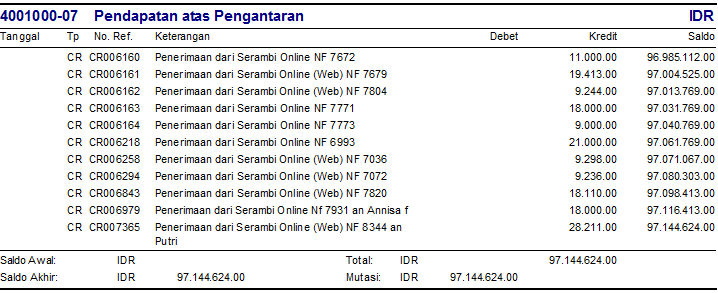 4001000-07 Pendapatan atas Pengantaran IDR
Tanggal Tp No. Ref. Keterangan Debet Kredit Saldo
CR CR006160 Penerimaan dari Serambi Online NF 7672 11.000.00 96.985.112.00
CR CR006161 Penerimaan dari Serambi Online (Web) NF 7679 19.413.00 97.004.525.00
CR CR006162 Penerimaan dari Serambi Online (Web) NF 7804 9.244.00 97.013.769.00
CR CR006163 Penerimaan dari Serambi Online NF 7771 18.000.00 97.031.769.00
CR CR006164 Penerimaan dari Serambi Online NF 7773 9.000.00 97.040.769.00
CR CR006218 Penerimaan dari Serambi Online NF 6993 21.000.00 97.061.769.00
CR CR006258 Penerimaan dari Serambi Online (Web) NF 7036 9.298.00 97.071.067.00
CR CR006294 Penerimaan dari Serambi Online (Web) NF 7072 9.236.00 97.080.303.00
CR CR006843 Penerimaan dari Serambi Online (Web) NF 7820 18.110.00 97.098.413.00
CR CR006979 Penerimaan dari Serambi Online Nf 7931 an Annisa f 18.000.00 97.116.413.00
CR CR007365 Penerimaan dari Serambi Online (Web) NF 8344 an 28.211.00 97.144.624.00
Putri
Saldo Awal: IDR Total: IDR 97.144.624.00
Saldo Akhir: IDR 97.144.624.00 Mutasi: IDR 97.144.624.00